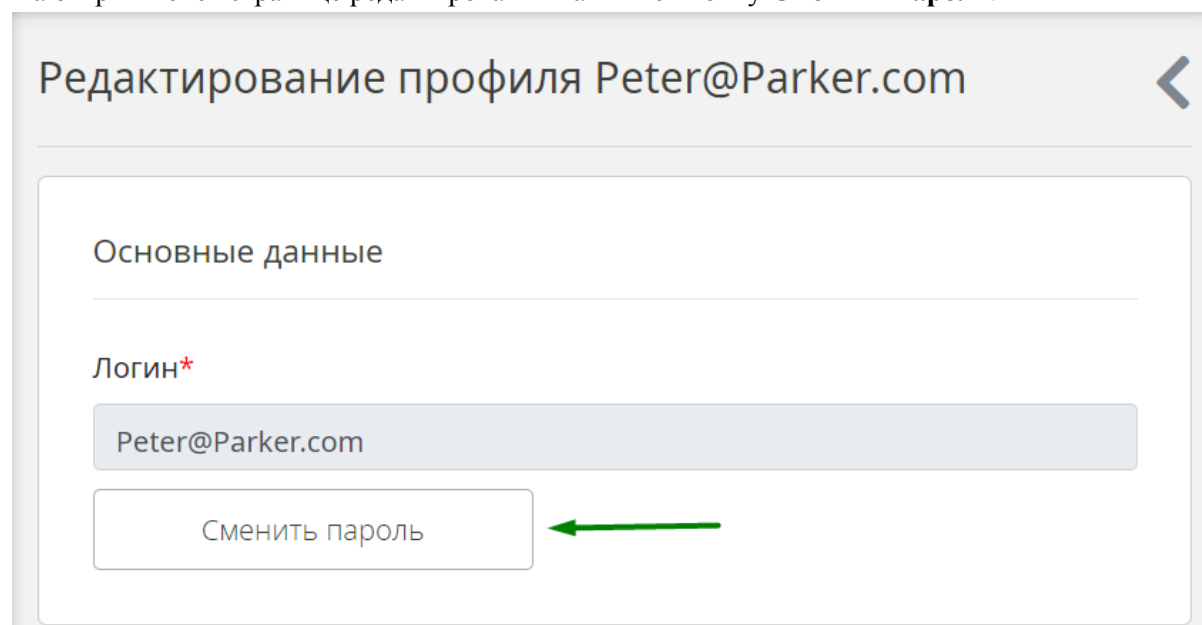 Редактирование профиля Peter@Parker.com
Основные данные
Логин*
Peter@Parker.com
Сменить пароль